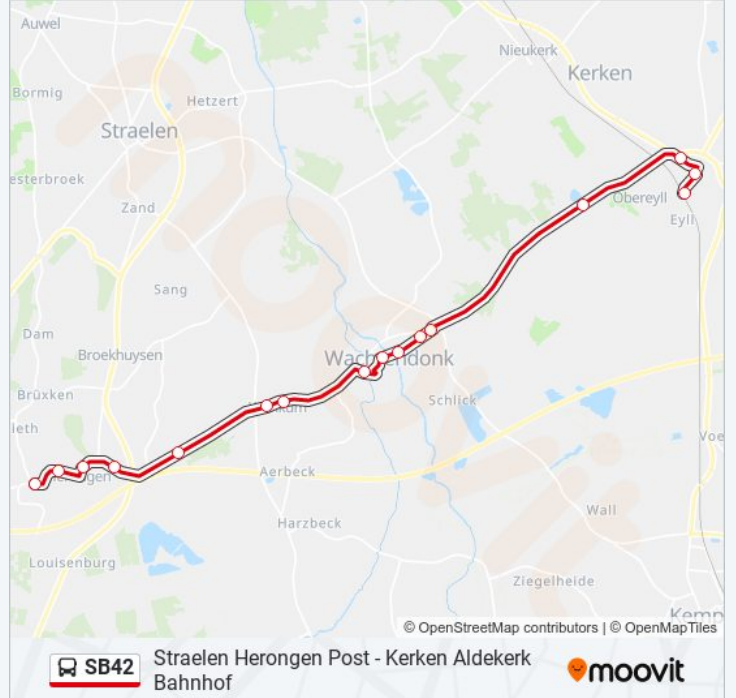 Auwel
Nieukerk
Kerken
Bormig
Hetzert
Straelen
esterbroek
Zand
Obereyll
Eyll
Sang
Dam
Broekhuysen
Brüxken
Schlick
leth
Voe
Aerbeck
Wall
Harzbeck
Louisenburg
Ziegelheide
Kemp
© OpenStreetMap contributors | © OpenMapTiles
SB42
Straelen Herongen Post - Kerken Aldekerk
Bahnhof
moovit